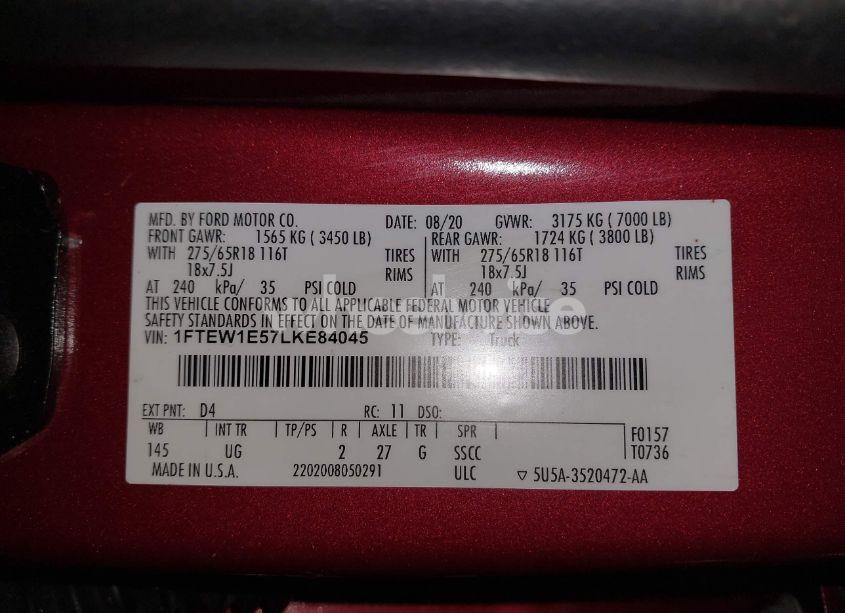 MFD. BY FORD MOTOR CO. DATE: 08/20 GVWR: 3175 KG ( 7000 LB)
FRONT GAWR: 1565 KG ( 3450 LB) REAR GAWR: 1724 KG ( 3800 LB)
WITH 275/65R18 116T TIRES WITH 275/65R18 116T TIRES
18x7.5J RIMS 18x7.5J RIMS
AT 240 kPa/ 35 PSI COLD AT 240 kPa/ 35 PSI COLD
THIS VEHICLE CONFORMS TO ALL APPLICABLE FEDERAL MOTOR VEHICLE
SAFETY STANDARDS IN EFFECT ON THE DATE OF MANUFACTURE SHOWN ABOVE.
VIN: 1FTEW1E57LKE84045 TYPE: Truck
EXT PNT: D4 RC: 11 DSO:
WB INT TR TP/PS R AXLE TR SPR F0157
145 UG 2 27 G SSCC T0736
MADE IN U.S.A. 2202008050291 ULC ▽ 5U5A-3520472-AA